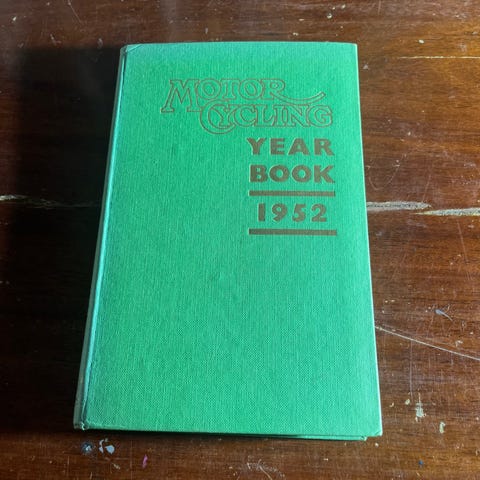 MOTOR
CYCLING
YEAR
BOOK
1952